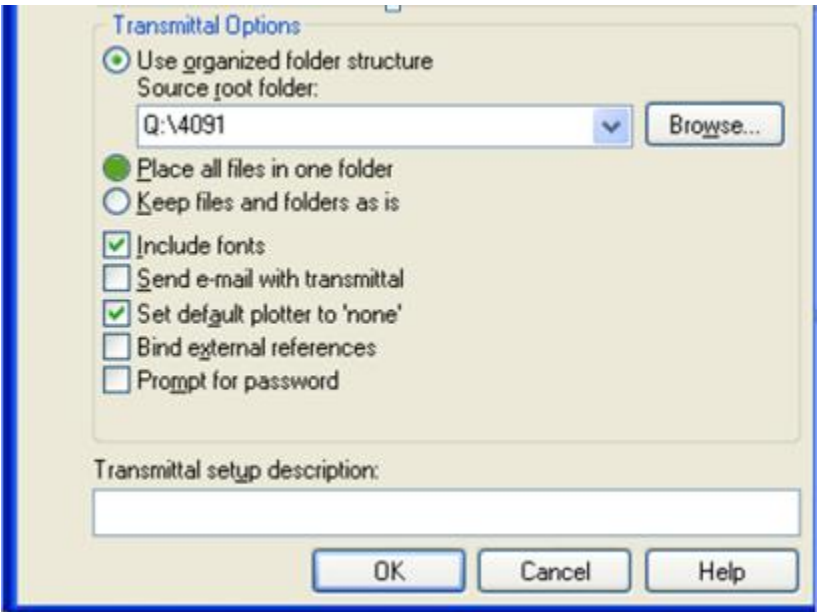 Transmittal Options
Use organized folder structure
Source root folder:
Q:\4091
Browse...
Place all files in one folder
Keep files and folders as is
Include fonts
Send e-mail with transmittal
Set default plotter to 'none'
Bind external references
Prompt for password
Transmittal setup description:
OK Cancel Help